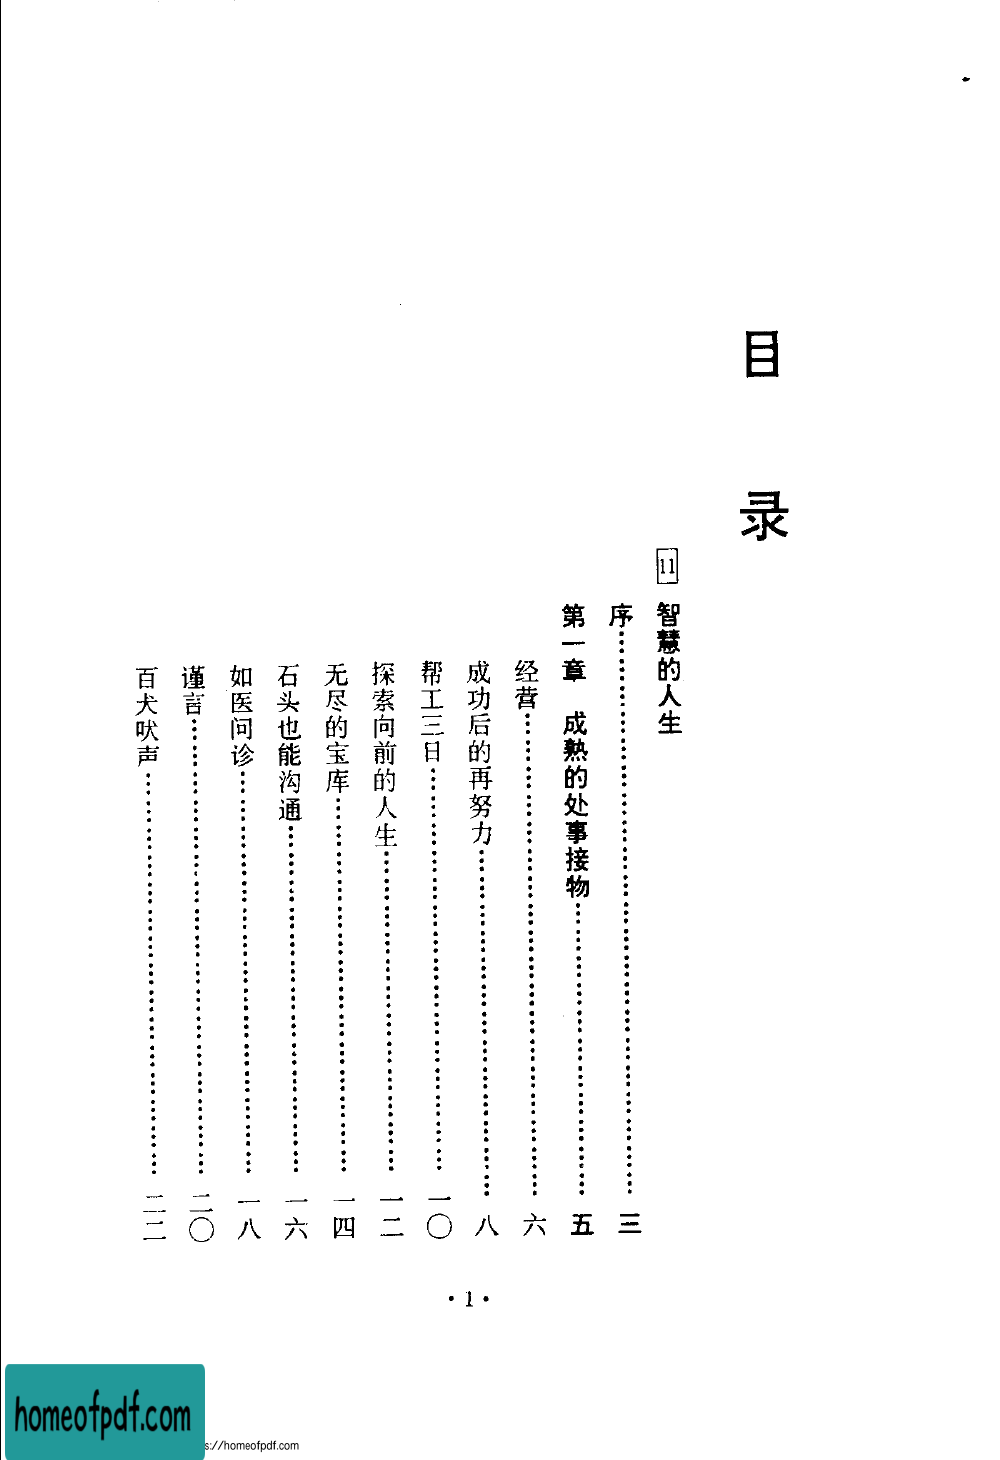 目录
11 智慧的人生
序……三
第一章 成熟的处事接物……五
经营……六
成功后的再努力……八
帮工三日……一〇
探索向前的人生……一二
无尽的宝库……一四
石头也能沟通……一六
如医问诊……一八
谨言……二〇
百犬吠声……二二
·1·
homeofpdf.com
s://homeofpdf.com